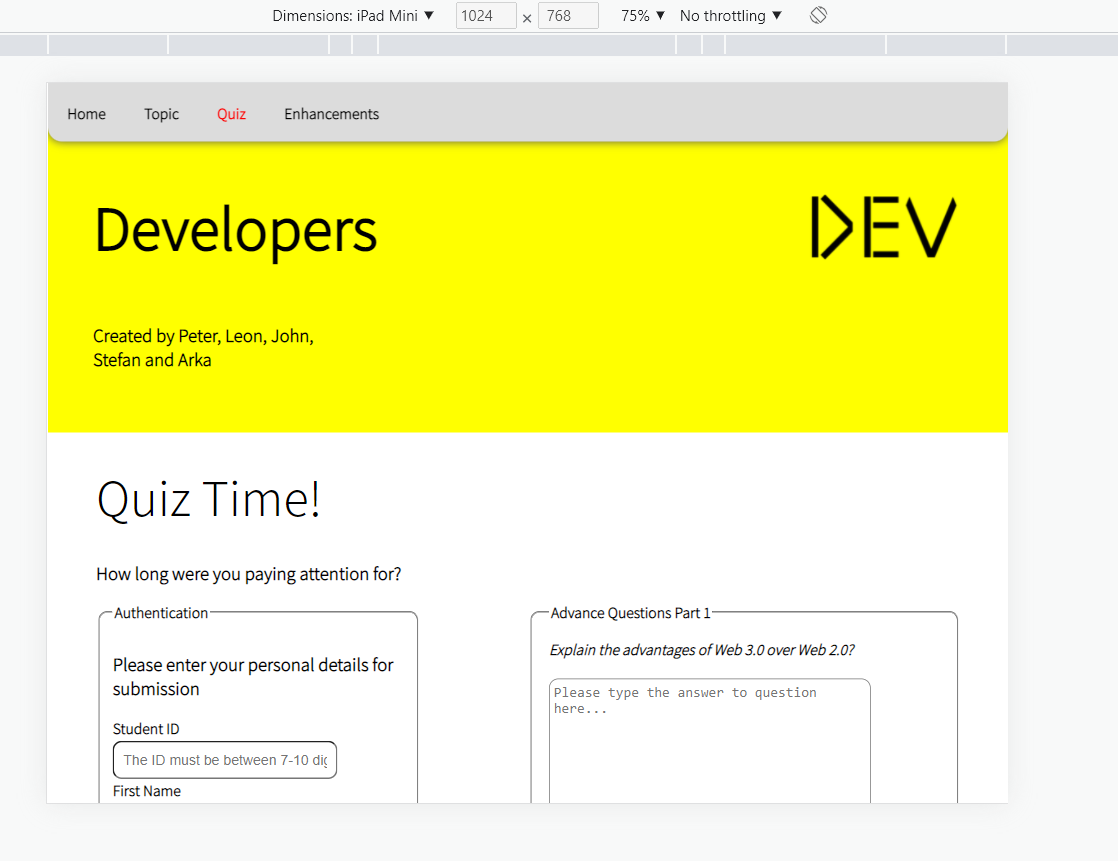 Dimensions: iPad Mini ▼ 1024 × 768 75% ▼ No throttling ▼
Home Topic Quiz Enhancements
Developers
DEV
Created by Peter, Leon, John,
Stefan and Arka
Quiz Time!
How long were you paying attention for?
Authentication
Please enter your personal details for
submission
Student ID
The ID must be between 7-10
First Name
Advance Questions Part 1
Explain the advantages of Web 3.0 over Web 2.0?
Please type the answer to question
here...